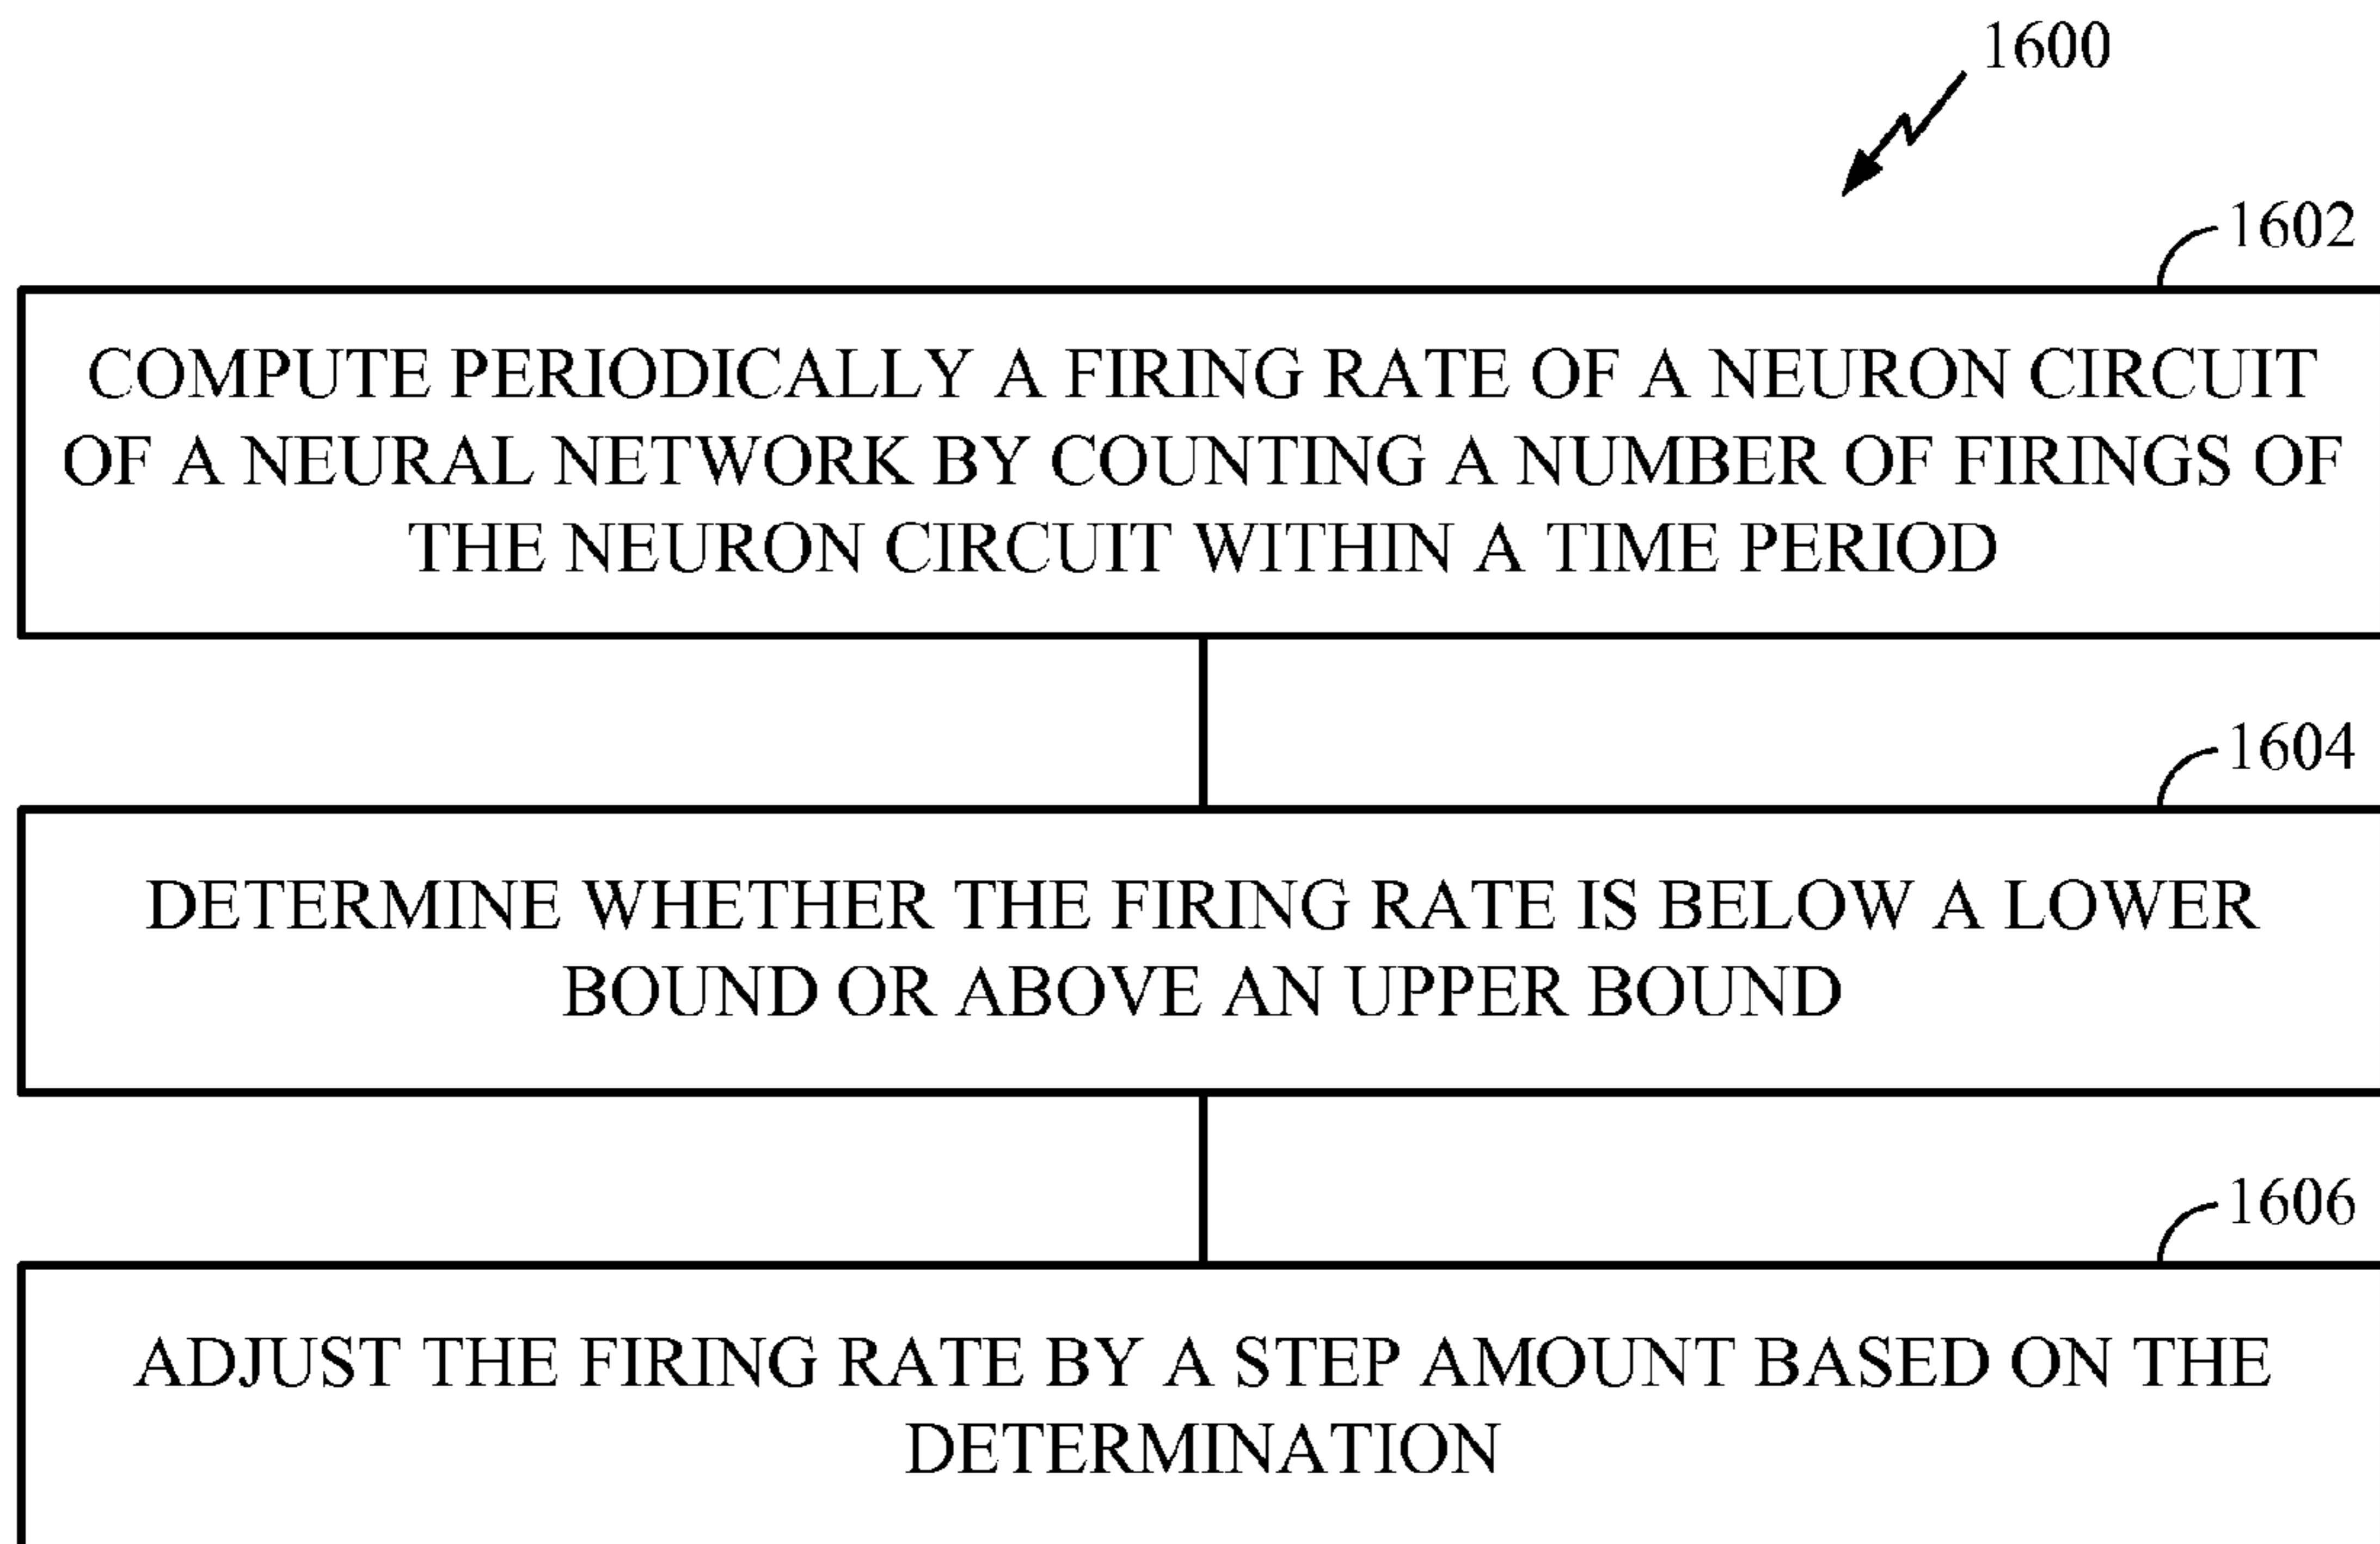 1600
1602
COMPUTE PERIODICALLY A FIRING RATE OF A NEURON CIRCUIT
OF A NEURAL NETWORK BY COUNTING A NUMBER OF FIRINGS OF
THE NEURON CIRCUIT WITHIN A TIME PERIOD
1604
DETERMINE WHETHER THE FIRING RATE IS BELOW A LOWER
BOUND OR ABOVE AN UPPER BOUND
1606
ADJUST THE FIRING RATE BY A STEP AMOUNT BASED ON THE
DETERMINATION